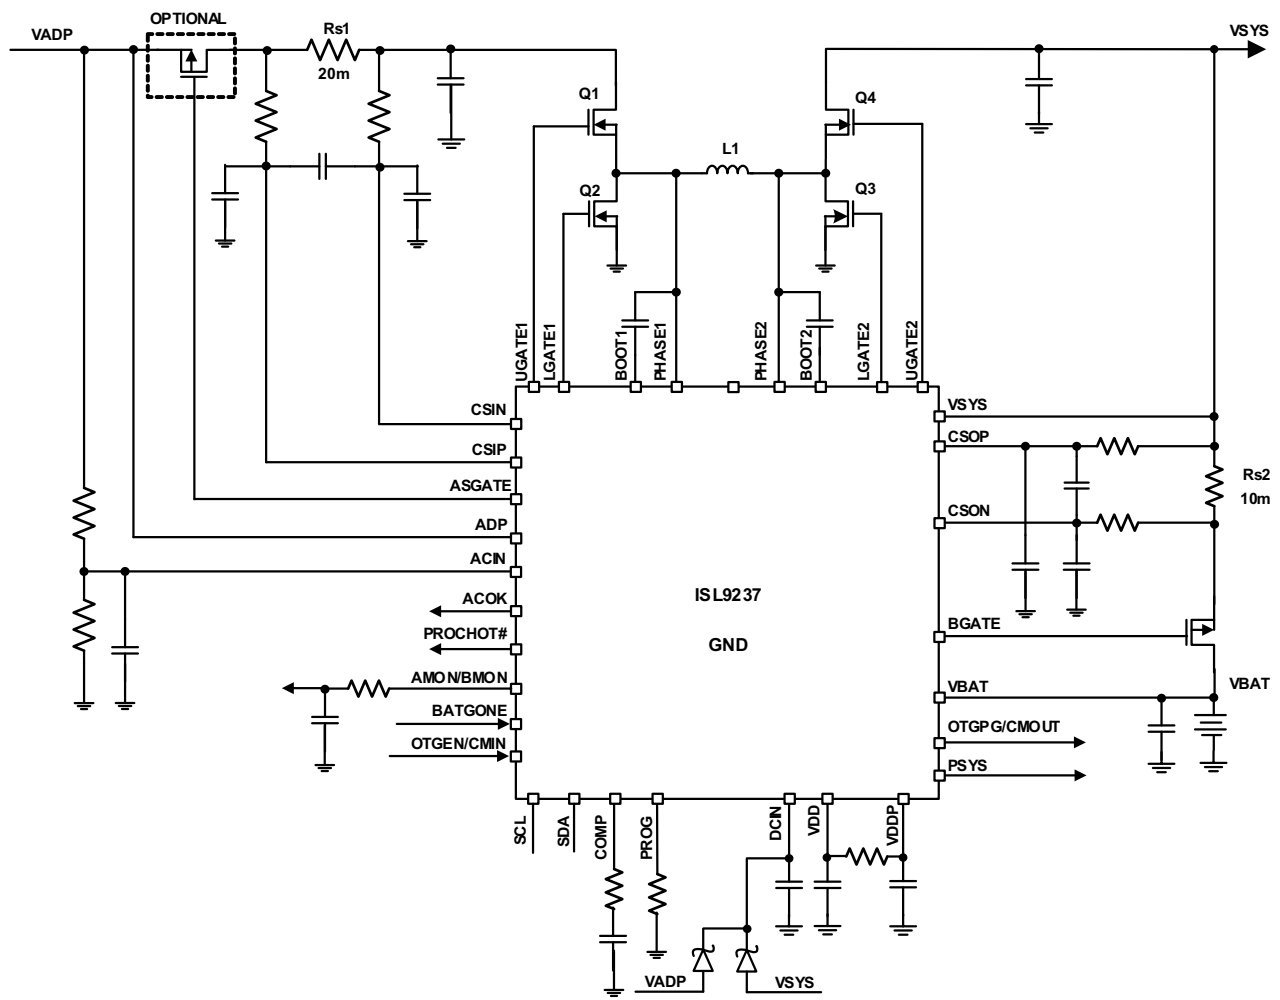 OPTIONAL
VADP
Rs1
20m
VSYS
Q1
Q4
L1
Q2
Q3
UGATE1
LGATE1
BOOT1
PHASE1
PHASE2
BOOT2
LGATE2
UGATE2
CSIN
CSIP
ASGATE
ADP
ACIN
ACOK
PROCHOT#
AMON/BMON
BATGONE
OTGEN/CMIN
ISL9237
GND
VSYS
CSOP
CSON
Rs2
10m
BGATE
VBAT
VBAT
OTGPG/CMOUT
PSYS
SCL
SDA
COMP
PROG
DCIN
VDD
VDDP
VADP
VSYS